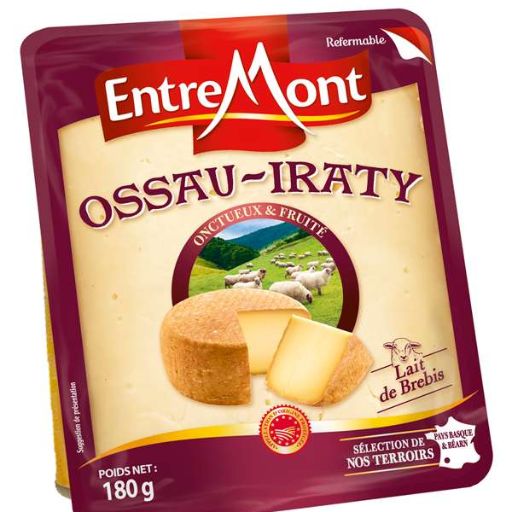 Refermable
EntreMont
OSSAU~IRATY
ONCTUEUX & FRUITÉ
Lait
de Brebis
Suggestion de présentation
SÉLECTION DE
NOS TERROIRS
PAYS BASQUE
& BÉARN
POIDS NET :
180 g